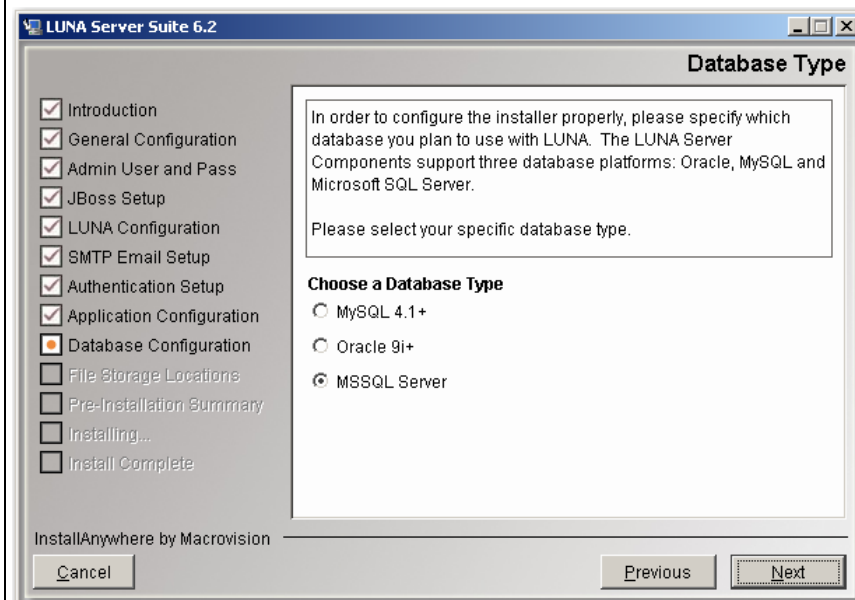 LUNA Server Suite 6.2
Database Type
Introduction
General Configuration
Admin User and Pass
JBoss Setup
LUNA Configuration
SMTP Email Setup
Authentication Setup
Application Configuration
Database Configuration
File Storage Locations
Pre-Installation Summary
Installing...
Install Complete
In order to configure the installer properly, please specify which
database you plan to use with LUNA. The LUNA Server
Components support three database platforms: Oracle, MySQL and
Microsoft SQL Server.
Please select your specific database type.
Choose a Database Type
MySQL 4.1+
Oracle 9i+
MSSQL Server
InstallAnywhere by Macrovision
Cancel
Previous
Next